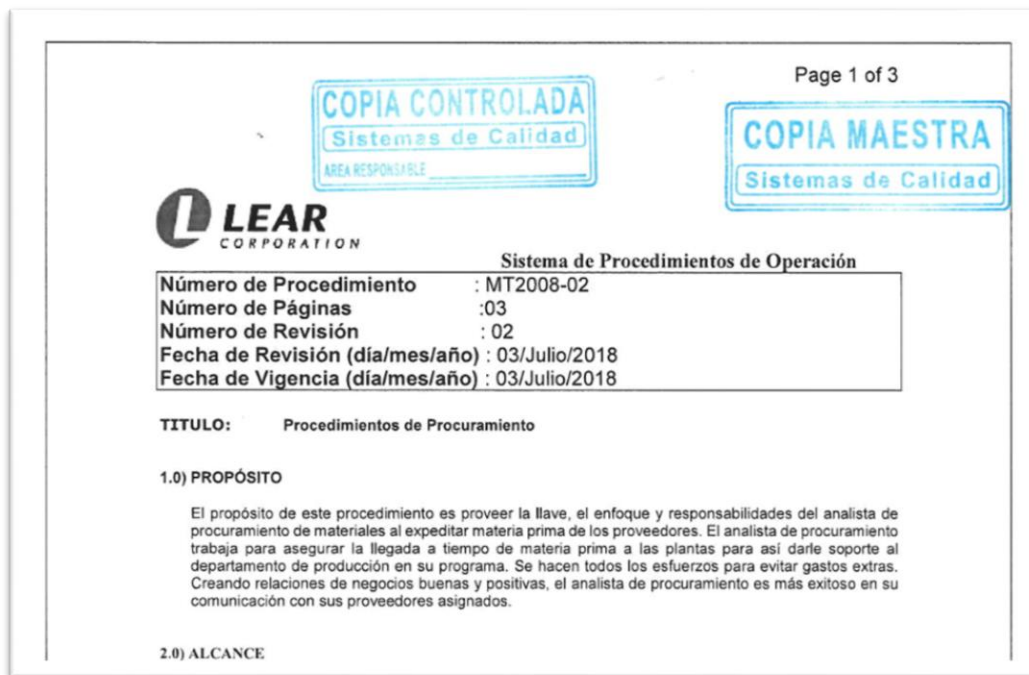 Page 1 of 3
COPIA CONTROLADA
Sistemas de Calidad
AREA RESPONSABLE
COPIA MAESTRA
Sistemas de Calidad
L LEAR
CORPORATION
Sistema de Procedimientos de Operación
Número de Procedimiento : MT2008-02
Número de Páginas :03
Número de Revisión : 02
Fecha de Revisión (día/mes/año) : 03/Julio/2018
Fecha de Vigencia (día/mes/año) : 03/Julio/2018
TITULO: Procedimientos de Procuramiento
1.0) PROPÓSITO
El propósito de este procedimiento es proveer la llave, el enfoque y responsabilidades del analista de
procuramiento de materiales al expeditar materia prima de los proveedores. El analista de procuramiento
trabaja para asegurar la llegada a tiempo de materia prima a las plantas para así darle soporte al
departamento de producción en su programa. Se hacen todos los esfuerzos para evitar gastos extras.
Creando relaciones de negocios buenas y positivas, el analista de procuramiento es más exitoso en su
comunicación con sus proveedores asignados.
2.0) ALCANCE